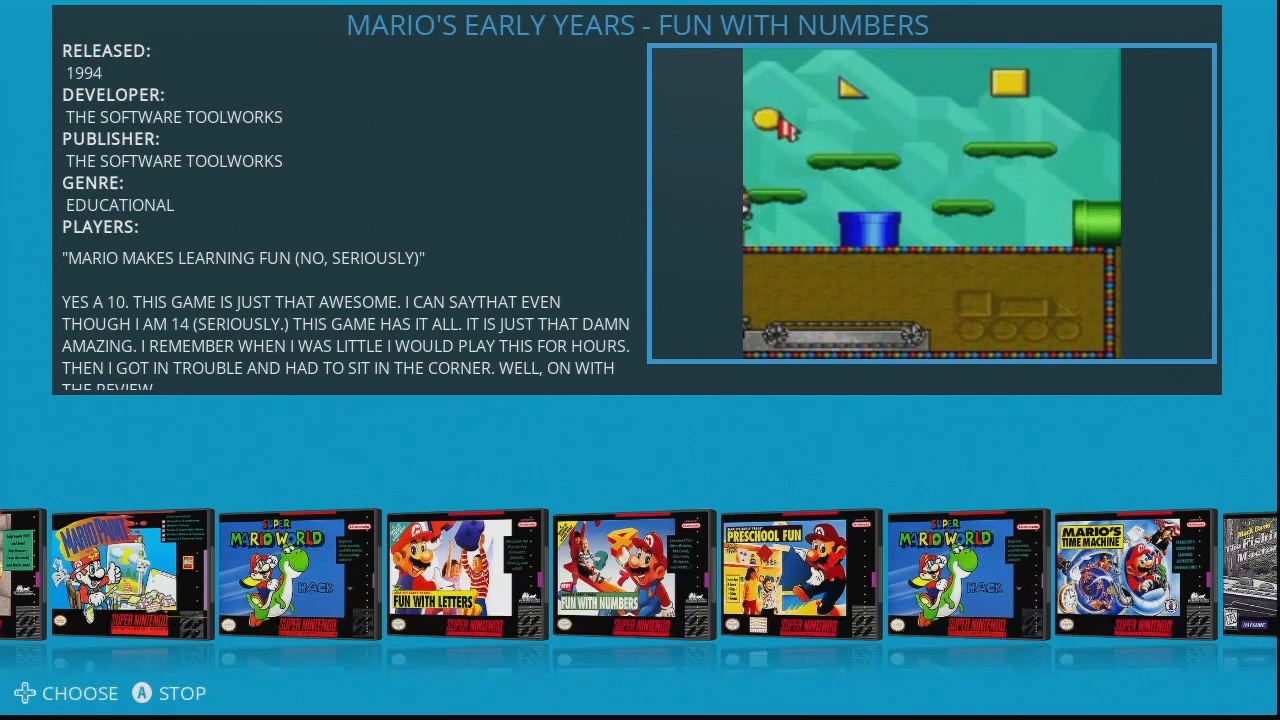 MARIO'S EARLY YEARS - FUN WITH NUMBERS
RELEASED:
1994
DEVELOPER:
THE SOFTWARE TOOLWORKS
PUBLISHER:
THE SOFTWARE TOOLWORKS
GENRE:
EDUCATIONAL
PLAYERS:
"MARIO MAKES LEARNING FUN (NO, SERIOUSLY)"
YES A 10. THIS GAME IS JUST THAT AWESOME. I CAN SAYTHAT EVEN
THOUGH I AM 14 (SERIOUSLY.) THIS GAME HAS IT ALL. IT IS JUST THAT DAMN
AMAZING. I REMEMBER WHEN I WAS LITTLE I WOULD PLAY THIS FOR HOURS.
THEN I GOT IN TROUBLE AND HAD TO SIT IN THE CORNER. WELL, ON WITH
THE REVIEW
MARIO PAINT
SUPER NINTENDO
SUPER
MARIO WORLD
HACK
SUPER NINTENDO
FUN WITH LETTERS
SUPER NINTENDO
FUN WITH NUMBERS
SUPER NINTENDO
PRESCHOOL FUN
SUPER NINTENDO
SUPER
MARIO WORLD
HACK
SUPER NINTENDO
MARIO'S
TIME MACHINE
SUPER NINTENDO
NATSUME
CHOOSE
A STOP